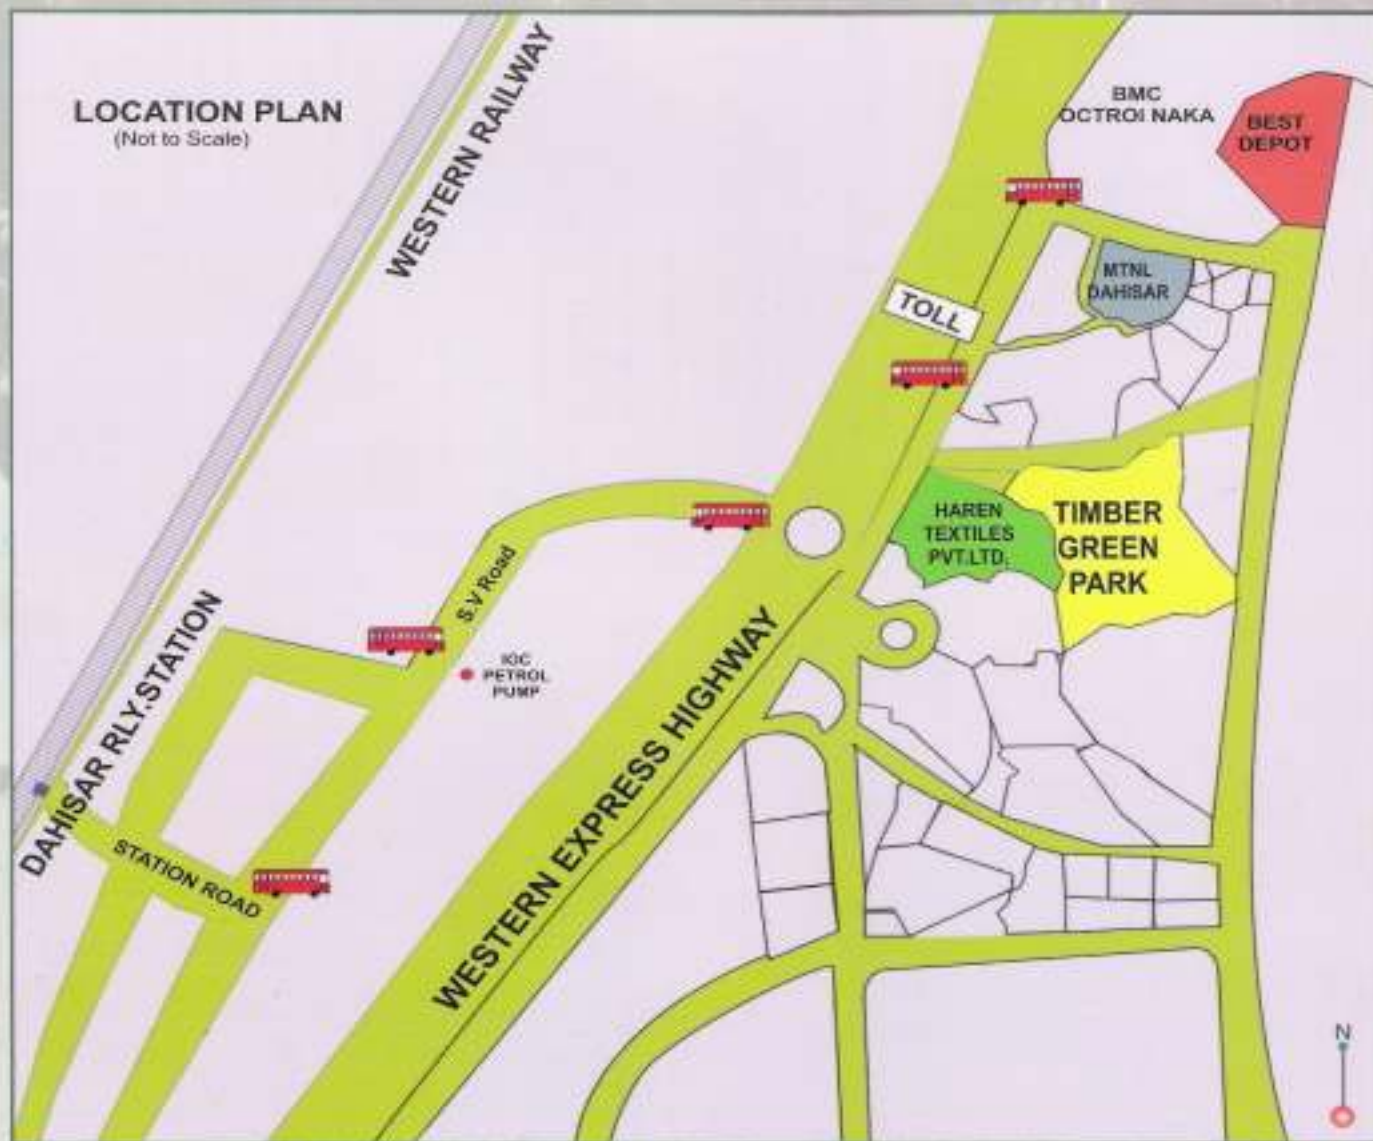 LOCATION PLAN
(Not to Scale)
WESTERN RAILWAY
BMC
OCTROI NAKA
BEST
DEPOT
MTNL
DAHISAR
TOLL
HAREN
TEXTILES
PVT.LTD.
TIMBER
GREEN
PARK
S.V Road
IOC
PETROL
PUMP
DAHISAR RLY.STATION
STATION ROAD
WESTERN EXPRESS HIGHWAY
N